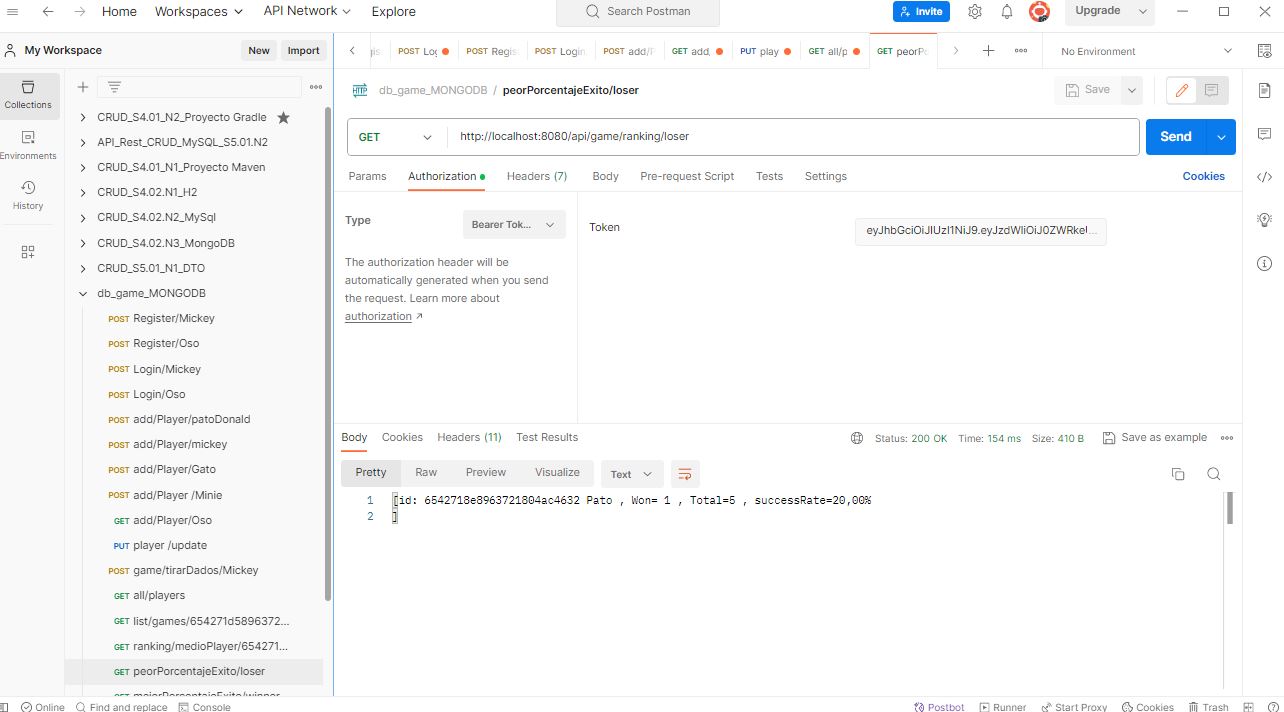 Home Workspaces API Network Explore Search Postman Invite Upgrade
My Workspace New Import
POST Log POST Regis POST Login POST add/P GET add, PUT play GET all/p GET peorPo No Environment
Collections
Environments
History
CRUD_S4.01_N2_Proyecto Gradle
API_Rest_CRUD_MySQL_S5.01.N2
CRUD_S4.01_N1_Proyecto Maven
CRUD_S4.02.N1_H2
CRUD_S4.02.N2_MySql
CRUD_S4.02.N3_MongoDB
CRUD_S5.01_N1_DTO
db_game_MONGODB
POST Register/Mickey
POST Register/Oso
POST Login/Mickey
POST Login/Oso
POST add/Player/patoDonald
POST add/Player/mickey
POST add/Player/Gato
POST add/Player /Minie
GET add/Player/Oso
PUT player /update
POST game/tirarDados/Mickey
GET all/players
GET list/games/654271d5896372...
GET ranking/medioPlayer/654271...
GET peorPorcentajeExito/loser
GET mejorPorcentajeExito/winner
HTTP db_game_MONGODB / peorPorcentajeExito/loser Save
GET http://localhost:8080/api/game/ranking/loser Send
Params Authorization Headers (7) Body Pre-request Script Tests Settings Cookies
Type Bearer Tok...
The authorization header will be
automatically generated when you send
the request. Learn more about
authorization ↗
Token eyJhbGciOiJIUzI1NiJ9.eyJzdWIiOiJ0ZWRkeU...
Body Cookies Headers (11) Test Results Status: 200 OK Time: 154 ms Size: 410 B Save as example
Pretty Raw Preview Visualize Text
1 [id: 6542718e8963721804ac4632 Pato , Won= 1 , Total=5 , successRate=20,00%
2 ]
Online Find and replace Console Postbot Runner Start Proxy Cookies Trash